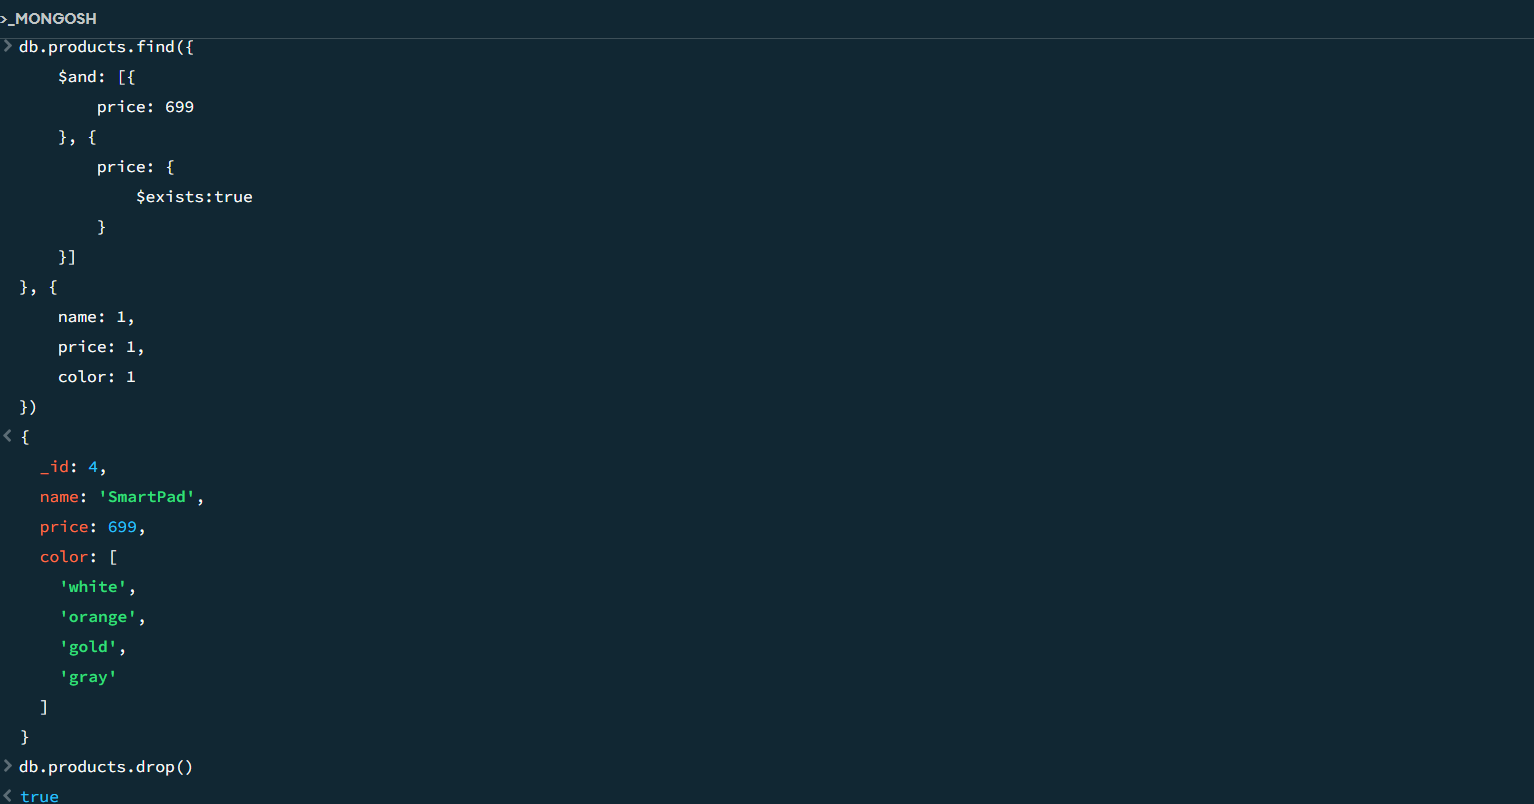 >_MONGOSH
> db.products.find({
$and: [{
price: 699
}, {
price: {
$exists:true
}
}]
}, {
name: 1,
price: 1,
color: 1
})
< {
_id: 4,
name: 'SmartPad',
price: 699,
color: [
'white',
'orange',
'gold',
'gray'
]
}
> db.products.drop()
< true